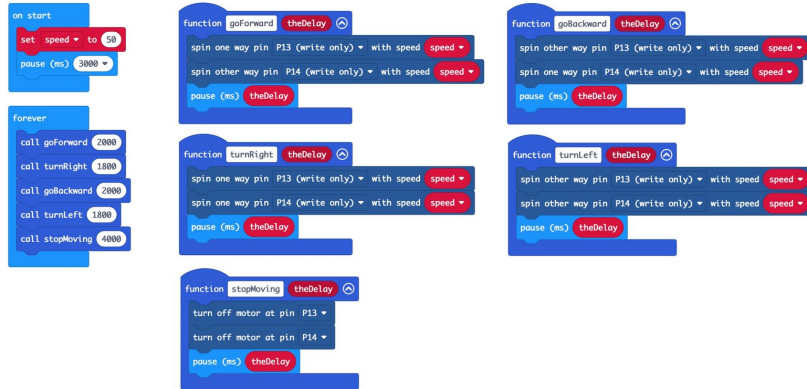 on start
set speed to 50
pause (ms) 3000
forever
call goForward 2000
call turnRight 1800
call goBackward 2000
call turnLeft 1800
call stopMoving 4000
function goForward theDelay
spin one way pin P13 (write only) with speed speed
spin other way pin P14 (write only) with speed speed
pause (ms) theDelay
function goBackward theDelay
spin other way pin P13 (write only) with speed speed
spin one way pin P14 (write only) with speed speed
pause (ms) theDelay
function turnRight theDelay
spin one way pin P13 (write only) with speed speed
spin one way pin P14 (write only) with speed speed
pause (ms) theDelay
function turnLeft theDelay
spin other way pin P13 (write only) with speed speed
spin other way pin P14 (write only) with speed speed
pause (ms) theDelay
function stopMoving theDelay
turn off motor at pin P13
turn off motor at pin P14
pause (ms) theDelay